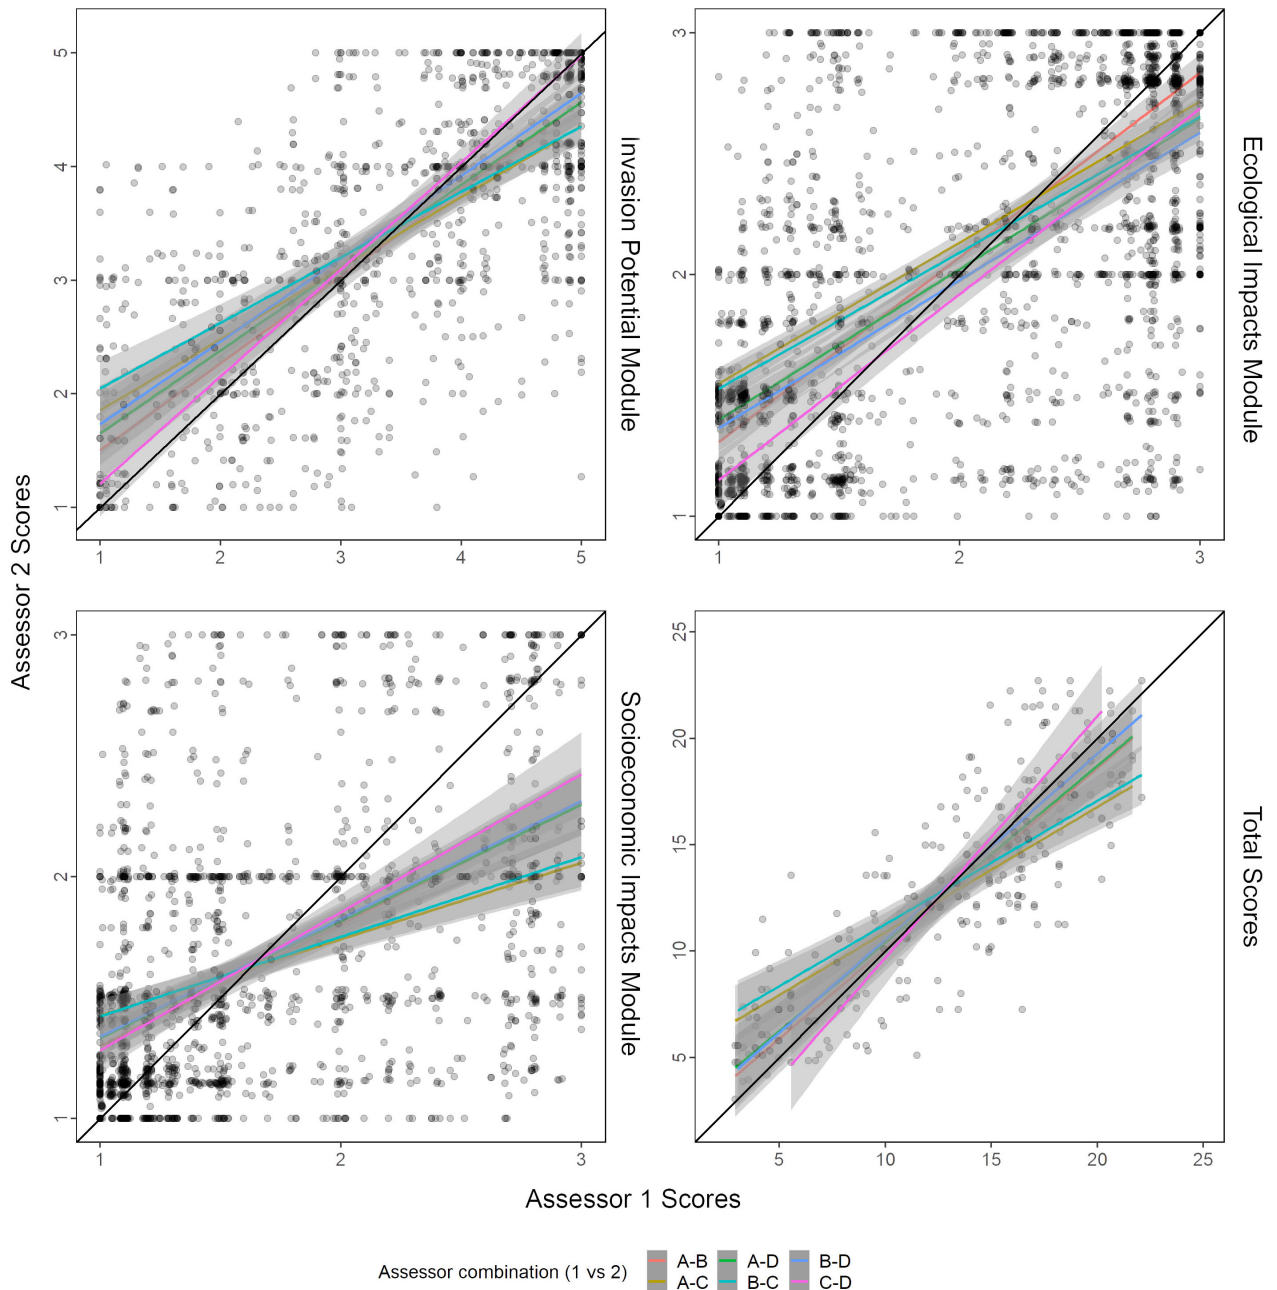 5
4
3
2
1
1 2 3 4 5
Invasion Potential Module
3
2
1
1 2 3
Ecological Impacts Module
Assessor 2 Scores
3
2
1
1 2 3
Socioeconomic Impacts Module
25
20
15
10
5
5 10 15 20 25
Total Scores
Assessor 1 Scores
Assessor combination (1 vs 2)
A-B A-D B-D
A-C B-C C-D